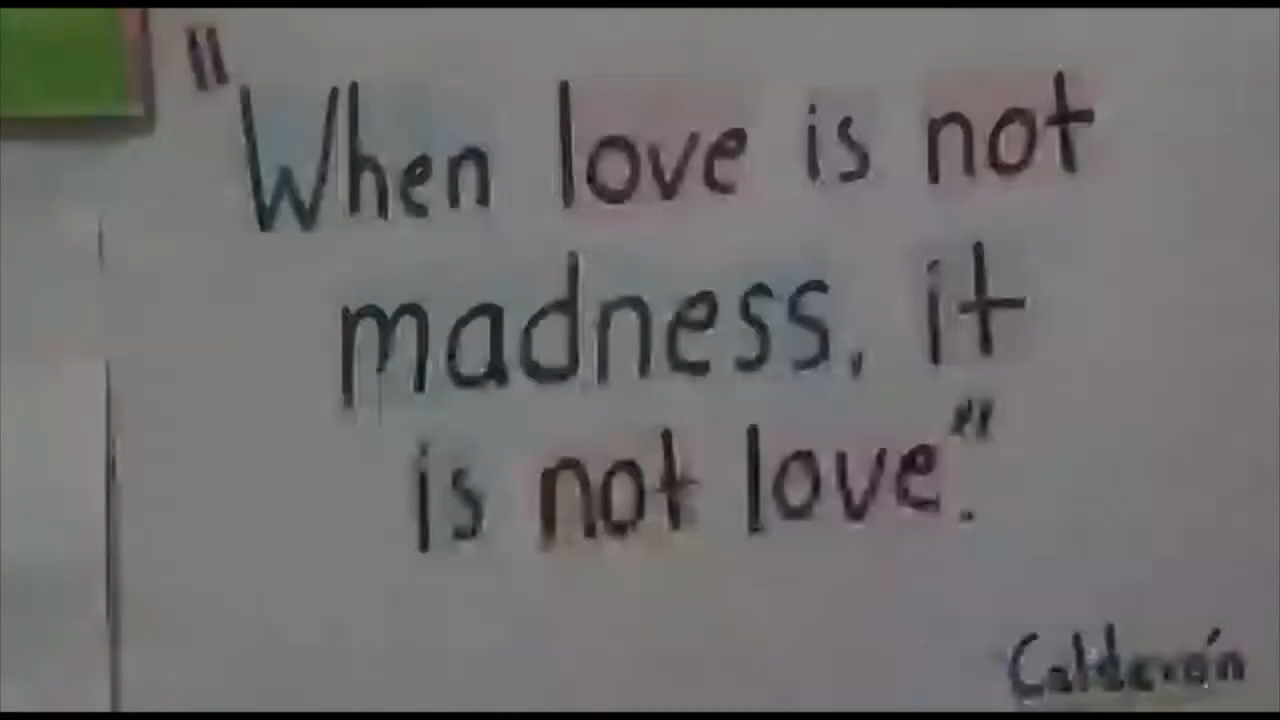 "When love is not
madness, it
is not love."
Calderón